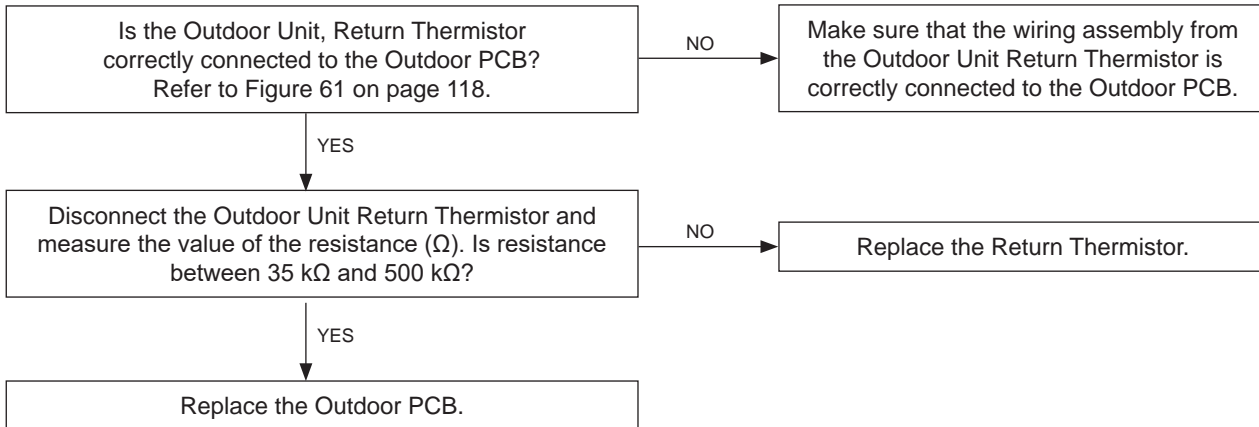 Is the Outdoor Unit, Return Thermistor
correctly connected to the Outdoor PCB?
Refer to Figure 61 on page 118.
NO
Make sure that the wiring assembly from
the Outdoor Unit Return Thermistor is
correctly connected to the Outdoor PCB.
YES
Disconnect the Outdoor Unit Return Thermistor and
measure the value of the resistance (Ω). Is resistance
between 35 kΩ and 500 kΩ?
NO
Replace the Return Thermistor.
YES
Replace the Outdoor PCB.